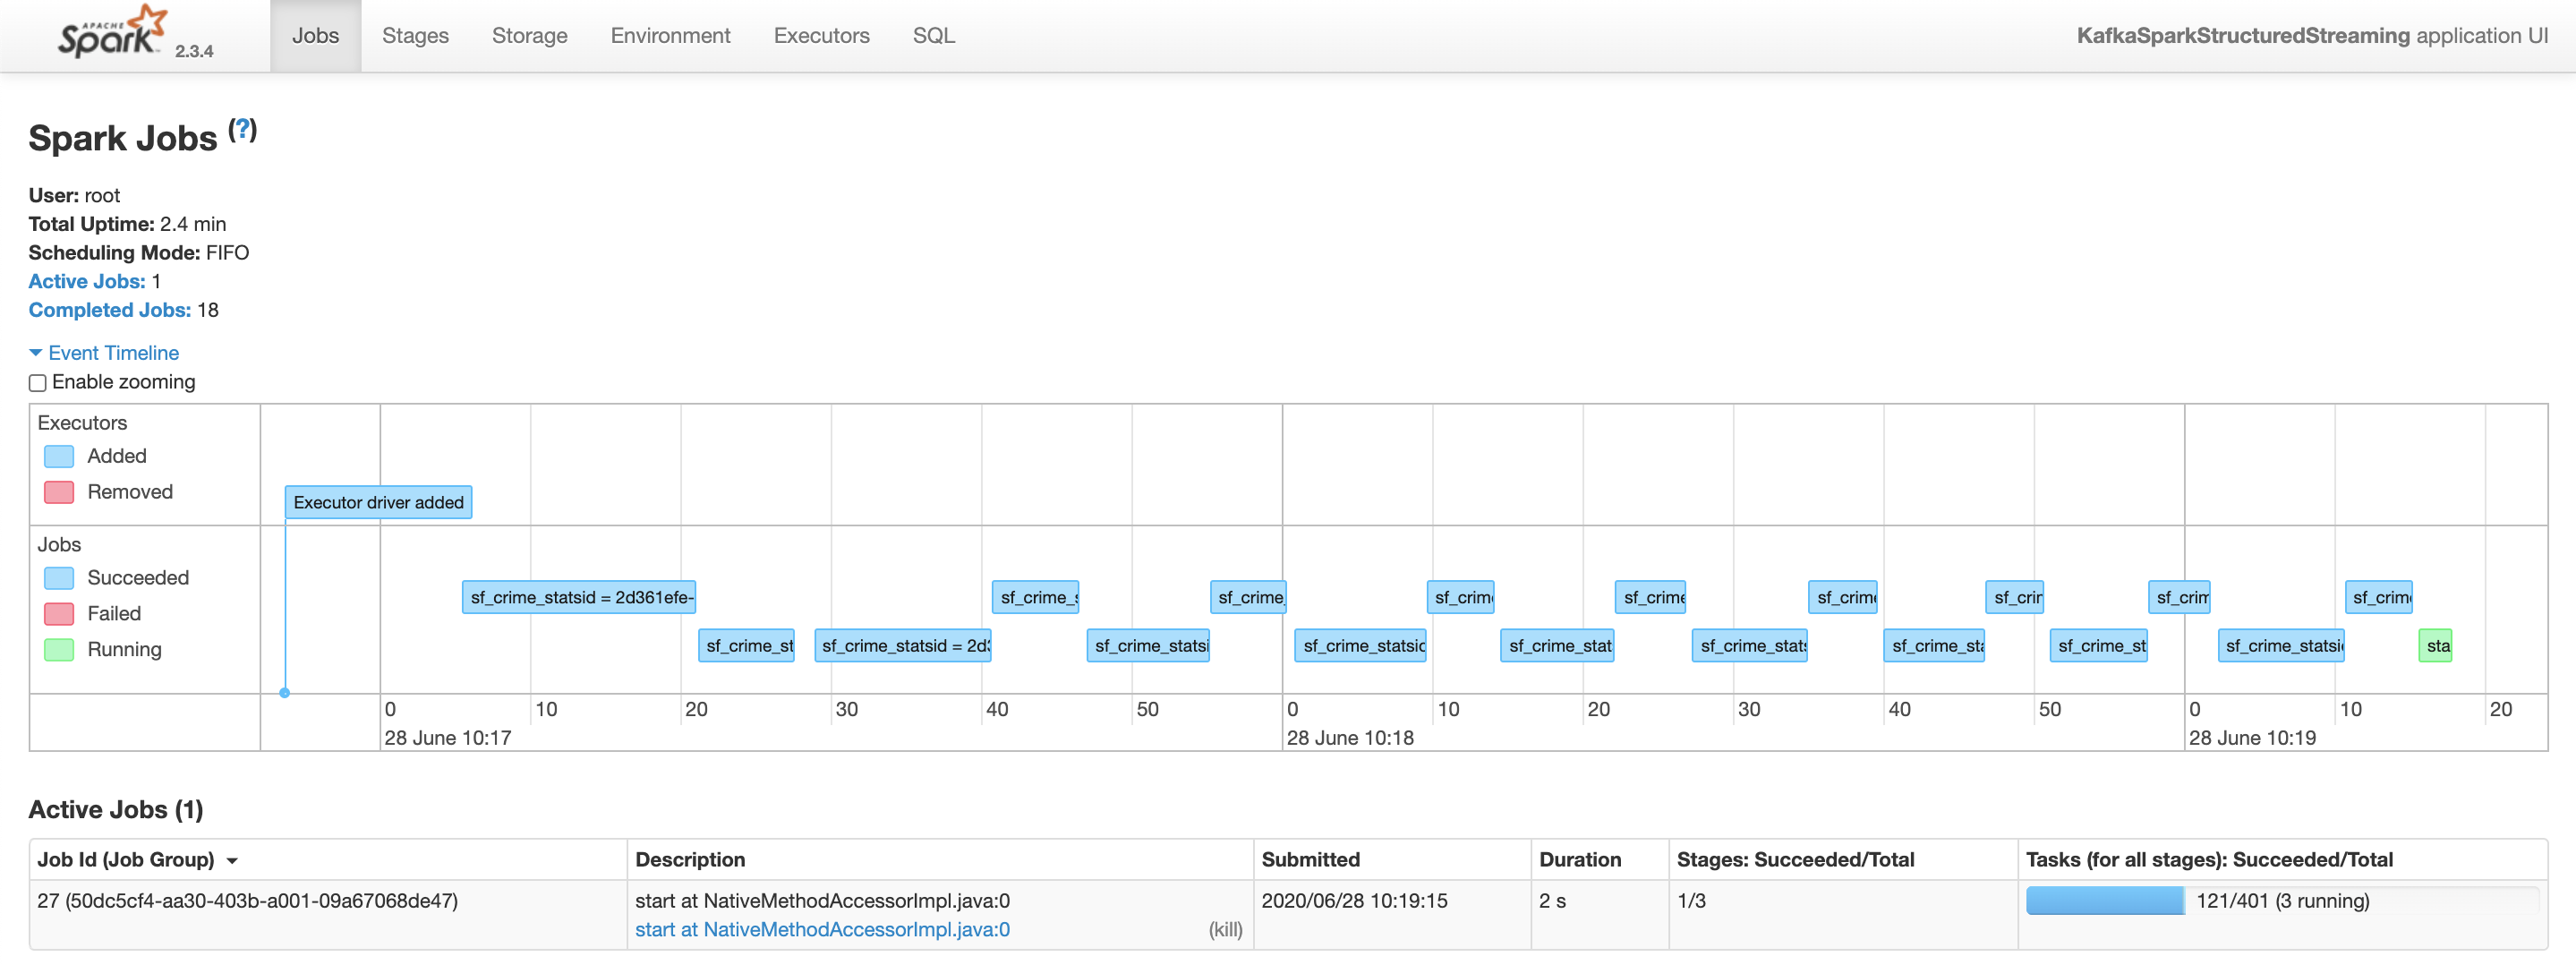 APACHE Spark 2.3.4 Jobs Stages Storage Environment Executors SQL KafkaSparkStructuredStreaming application UI
Spark Jobs (?)
User: root
Total Uptime: 2.4 min
Scheduling Mode: FIFO
Active Jobs: 1
Completed Jobs: 18
Event Timeline
Enable zooming
Executors
Added
Removed
Executor driver added
Jobs
Succeeded
Failed
Running
sf_crime_statsid = 2d361efe- sf_crime_s sf_crime_ sf_crim sf_crime sf_crim sf_crir sf_crim sf_crim
sf_crime_st sf_crime_statsid = 2d3 sf_crime_statsi sf_crime_statsic sf_crime_stat sf_crime_stats sf_crime_sta sf_crime_st sf_crime_statsi sta
0 10 20 30 40 50 0 10 20 30 40 50 0 10 20
28 June 10:17 28 June 10:18 28 June 10:19
Active Jobs (1)
Job Id (Job Group) Description Submitted Duration Stages: Succeeded/Total Tasks (for all stages): Succeeded/Total
27 (50dc5cf4-aa30-403b-a001-09a67068de47) start at NativeMethodAccessorImpl.java:0 2020/06/28 10:19:15 2 s 1/3 121/401 (3 running)
start at NativeMethodAccessorImpl.java:0 (kill)